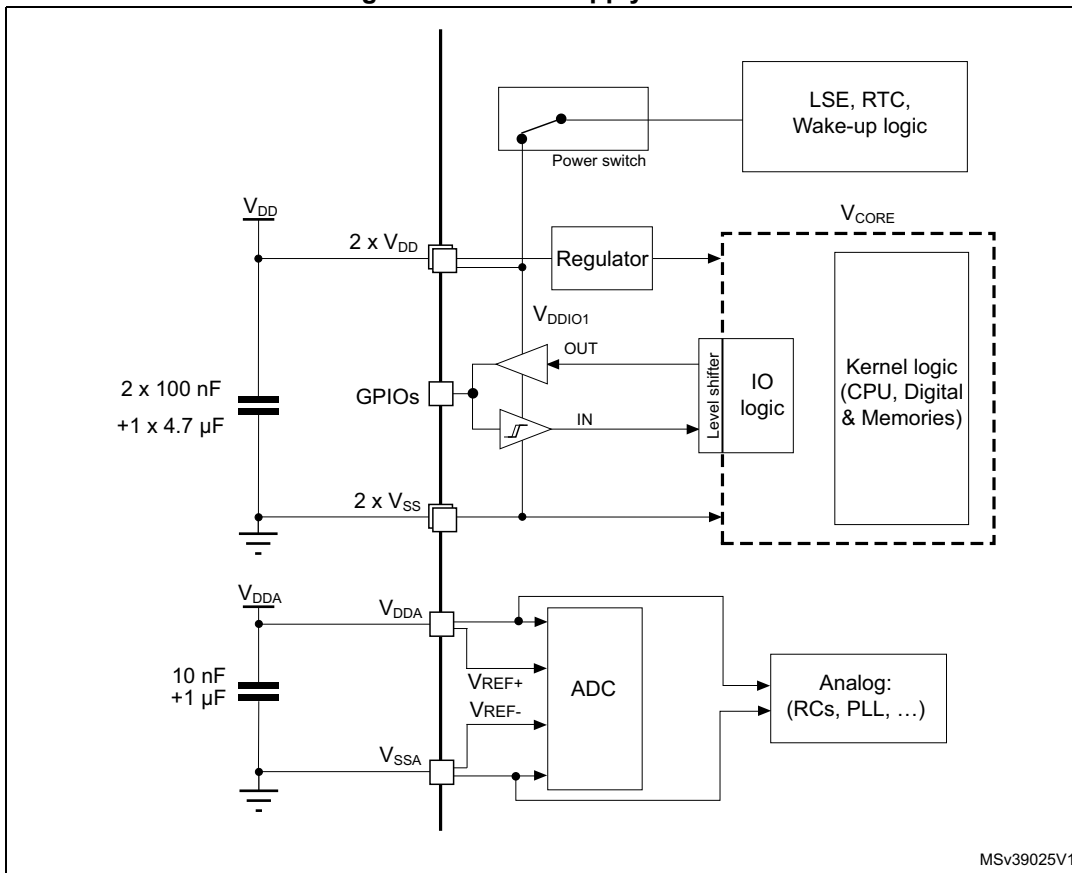 upply
LSE, RTC,
Wake-up logic
Power switch
VDD
VCORE
2 x VDD
Regulator
VDDIO1
OUT
Level shifter
IO
logic
Kernel logic
(CPU, Digital
& Memories)
2 x 100 nF
+1 x 4.7 µF
GPIOs
IN
2 x VSS
VDDA
VDDA
10 nF
+1 µF
VREF+
VREF-
ADC
Analog:
(RCs, PLL, …)
VSSA
MSv39025V1